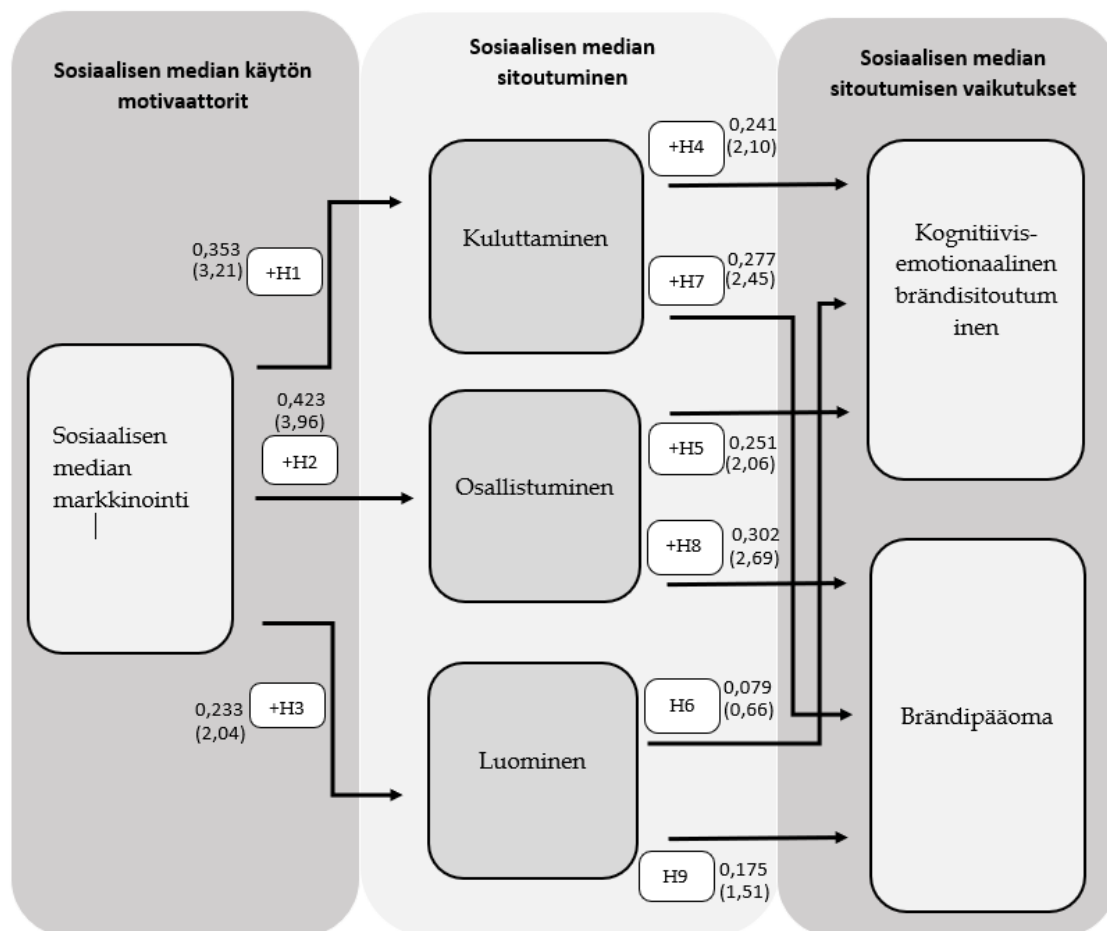 Sosiaalisen median käytön
motivaattorit
Sosiaalisen median
sitoutuminen
Sosiaalisen median
sitoutumisen vaikutukset
Sosiaalisen
median
markkinointi
0,353
(3,21)
+H1
0,423
(3,96)
+H2
0,233
(2,04)
+H3
Kuluttaminen
Osallistuminen
Luominen
+H4
0,241
(2,10)
+H7
0,277
(2,45)
+H5
0,251
(2,06)
+H8
0,302
(2,69)
H6
0,079
(0,66)
H9
0,175
(1,51)
Kognitiivis-
emotionaalinen
brändisitoutum
inen
Brändipääoma